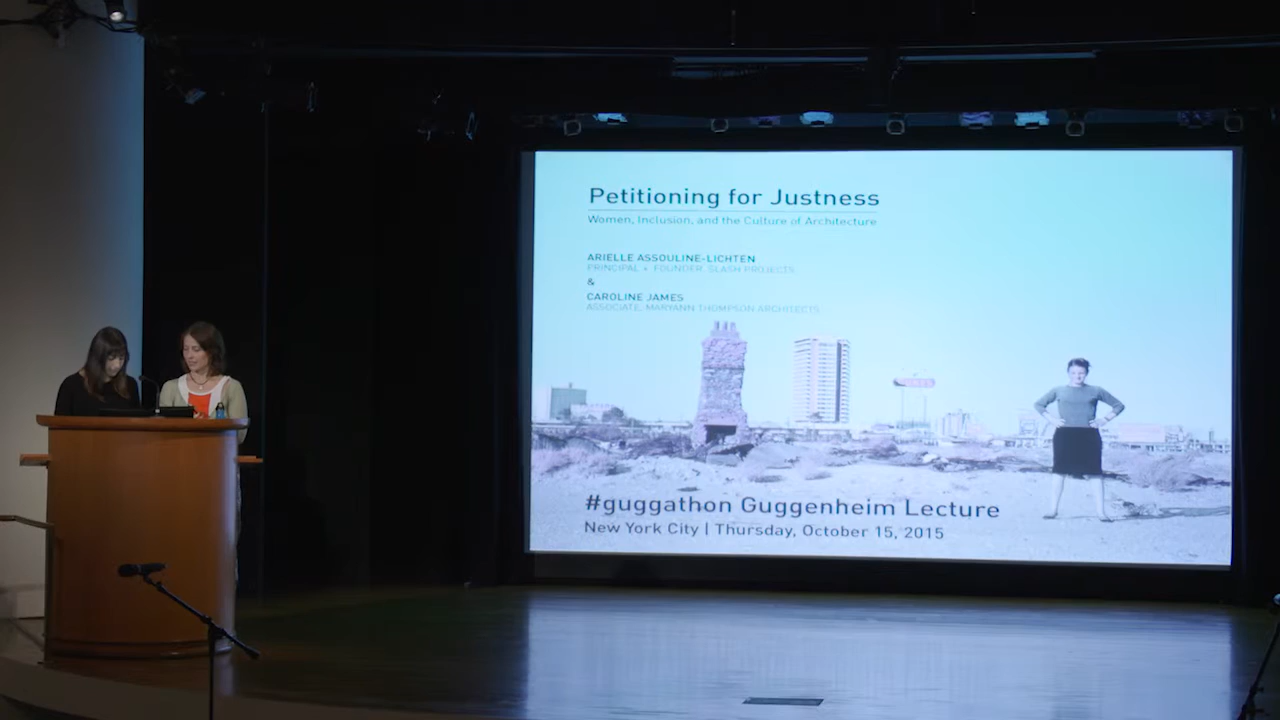 Petitioning for Justness
Women, Inclusion, and the Culture of Architecture
ARIELLE ASSOULINE-LICHTEN
PRINCIPAL + FOUNDER, SLASH PROJECTS
&
CAROLINE JAMES
ASSOCIATE, MARYANN THOMPSON ARCHITECTS
#guggathon Guggenheim Lecture
New York City | Thursday, October 15, 2015